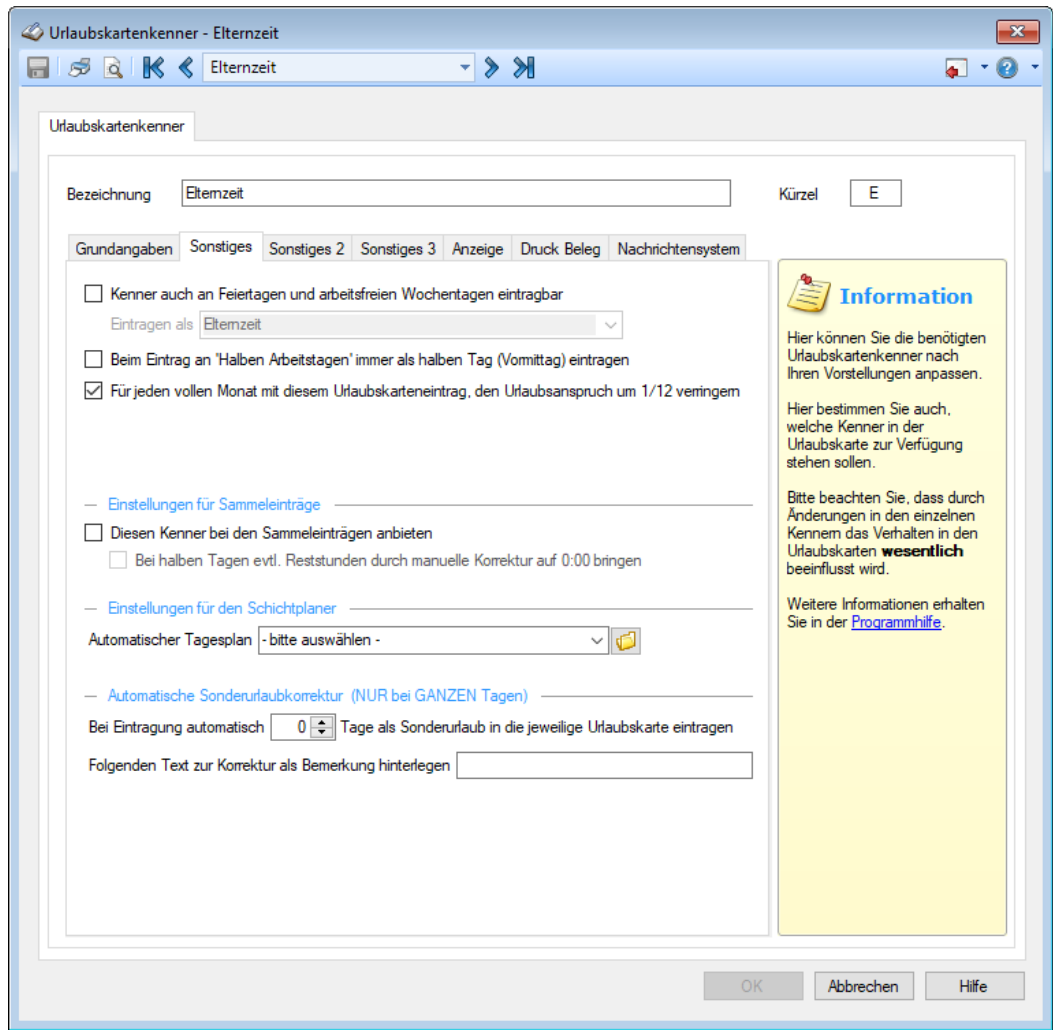 Urlaubskartenkenner - Elternzeit
Elternzeit
Urlaubskartenkenner
Bezeichnung Elternzeit Kürzel E
Grundangaben Sonstiges Sonstiges 2 Sonstiges 3 Anzeige Druck Beleg Nachrichtensystem
Kenner auch an Feiertagen und arbeitsfreien Wochentagen eintragbar
Eintragen als Elternzeit
Beim Eintrag an 'Halben Arbeitstagen' immer als halben Tag (Vormittag) eintragen
Für jeden vollen Monat mit diesem Urlaubskarteneintrag, den Urlaubsanspruch um 1/12 verringern
Einstellungen für Sammeleinträge
Diesen Kenner bei den Sammeleinträgen anbieten
Bei halben Tagen evtl. Reststunden durch manuelle Korrektur auf 0:00 bringen
Einstellungen für den Schichtplaner
Automatischer Tagesplan - bitte auswählen -
Automatische Sonderurlaubkorrektur (NUR bei GANZEN Tagen)
Bei Eintragung automatisch 0 Tage als Sonderurlaub in die jeweilige Urlaubskarte eintragen
Folgenden Text zur Korrektur als Bemerkung hinterlegen
Information
Hier können Sie die benötigten
Urlaubskartenkenner nach
Ihren Vorstellungen anpassen.
Hier bestimmen Sie auch,
welche Kenner in der
Urlaubskarte zur Verfügung
stehen sollen.
Bitte beachten Sie, dass durch
Änderungen in den einzelnen
Kennern das Verhalten in den
Urlaubskarten wesentlich
beeinflusst wird.
Weitere Informationen erhalten
Sie in der Programmhilfe.
OK Abbrechen Hilfe